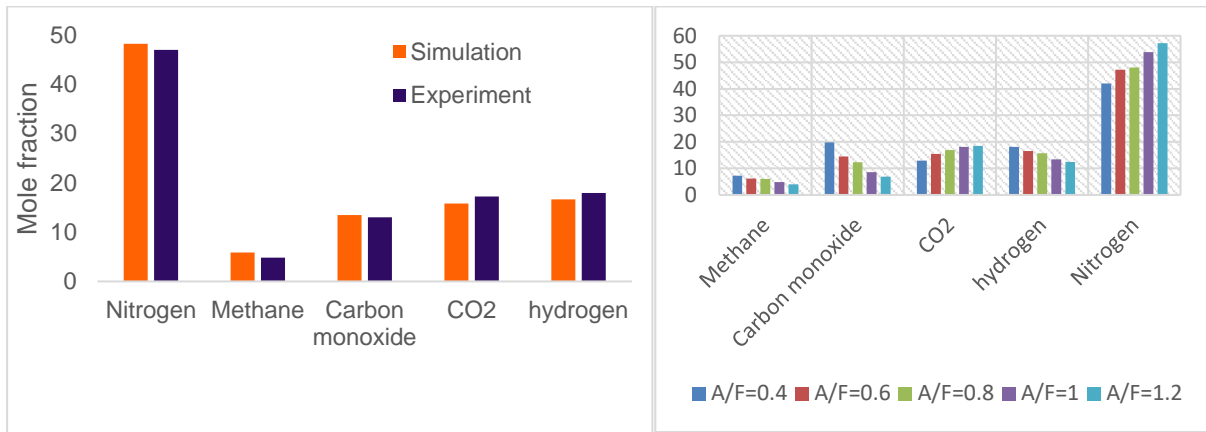 Mole fraction
50
40
30
20
10
0
Simulation
Experiment
Nitrogen Methane Carbon monoxide CO2 hydrogen
60
50
40
30
20
10
0
Methane
Carbon monoxide
CO2
hydrogen
Nitrogen
A/F=0.4 A/F=0.6 A/F=0.8 A/F=1 A/F=1.2